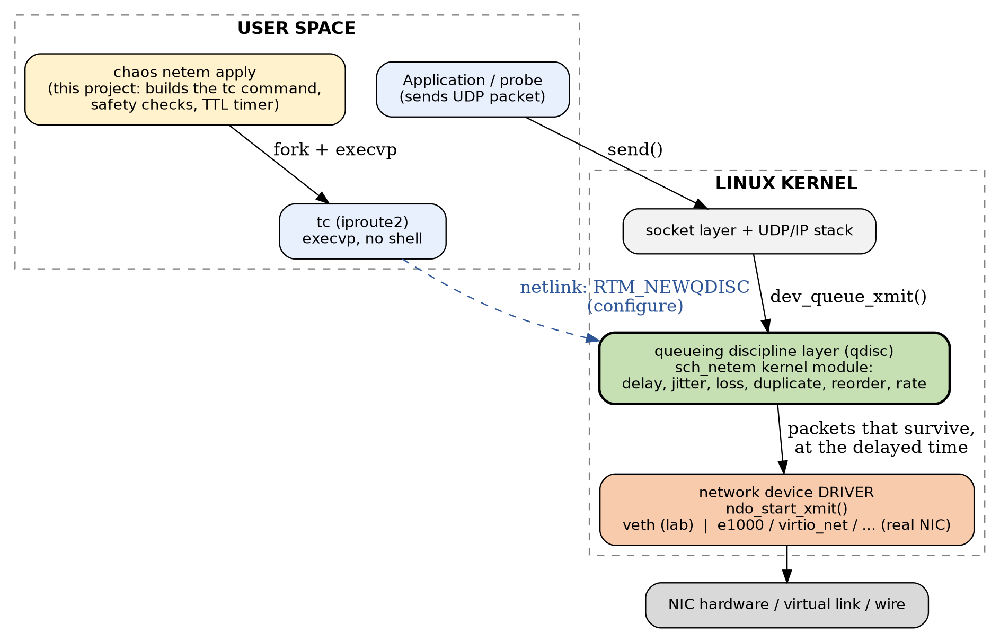 USER SPACE
chaos netem apply
(this project: builds the tc command,
safety checks, TTL timer)
Application / probe
(sends UDP packet)
fork + execvp
send()
LINUX KERNEL
tc (iproute2)
execvp, no shell
socket layer + UDP/IP stack
netlink: RTM_NEWQDISC
(configure)
dev_queue_xmit()
queueing discipline layer (qdisc)
sch_netem kernel module:
delay, jitter, loss, duplicate, reorder, rate
packets that survive,
at the delayed time
network device DRIVER
ndo_start_xmit()
veth (lab)  |  e1000 / virtio_net / ... (real NIC)
NIC hardware / virtual link / wire